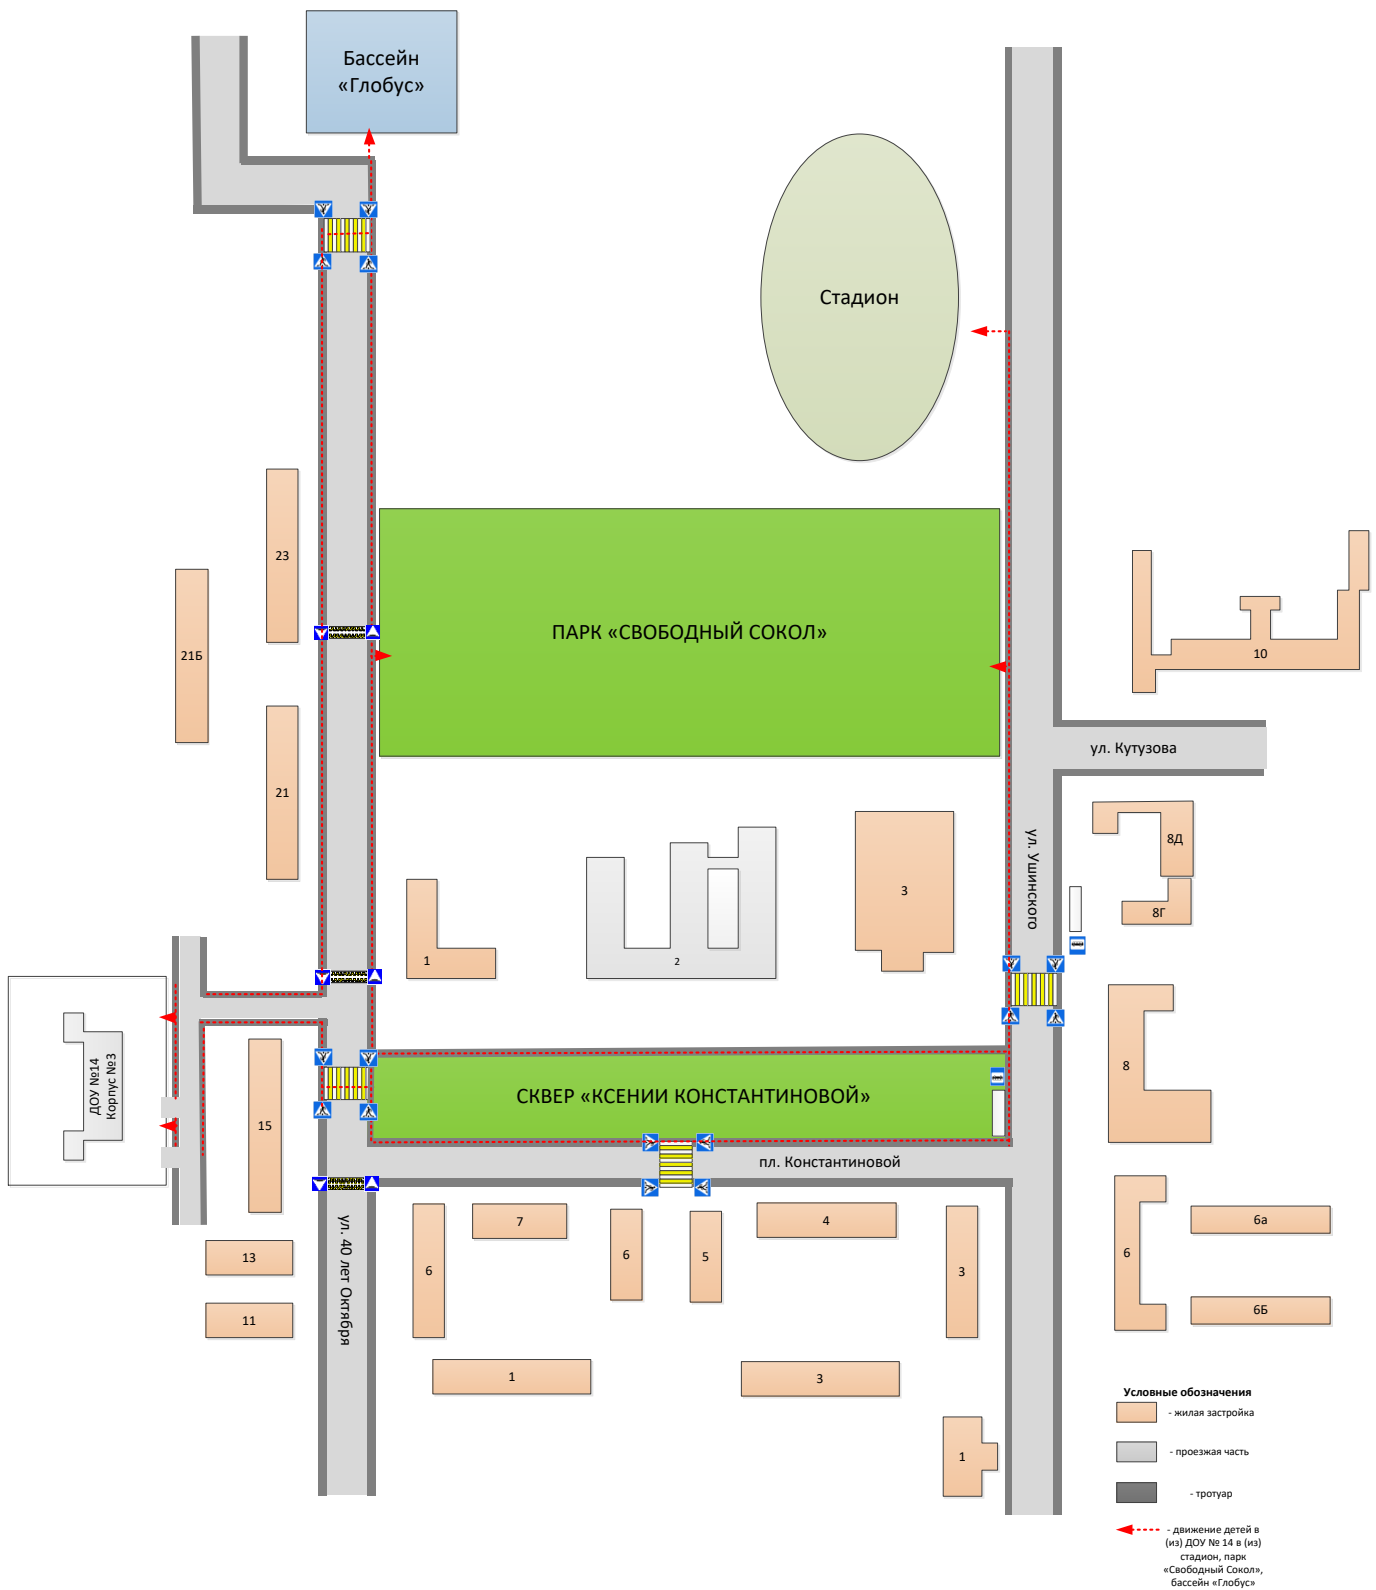 Бассейн
«Глобус»
Стадион
23
21Б
ПАРК «СВОБОДНЫЙ СОКОЛ»
10
21
ул. Кутузова
ул. Ушинского
8Д
8Г
3
1
2
ДОУ №14
Корпус №3
15
СКВЕР «КСЕНИИ КОНСТАНТИНОВОЙ»
8
пл. Константиновой
ул. 40 лет Октября
13
11
6
7
6
5
4
3
6
6а
6Б
1
3
1
Условные обозначения
- жилая застройка
- проезжая часть
- тротуар
- движение детей в
(из) ДОУ № 14 в (из)
стадион, парк
«Свободный Сокол»,
бассейн «Глобус»